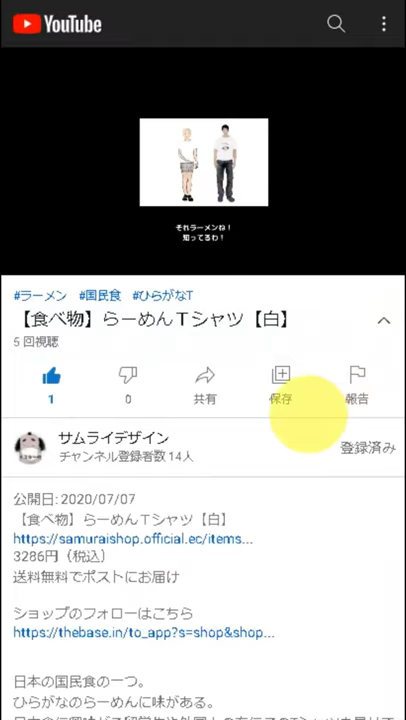 YouTube
それラーメンね！
知ってるわ！
#ラーメン #国民食 #ひらがなT
【食べ物】らーめんTシャツ【白】
5 回視聴
1 0 共有 保存 報告
サムライデザイン
チャンネル登録者数 14人
登録済み
公開日: 2020/07/07
【食べ物】らーめんTシャツ【白】
https://samuraishop.official.ec/items...
3286円（税込）
送料無料でポストにお届け
ショップのフォローはこちら
https://thebase.in/to_app?s=shop&shop...
日本の国民食の一つ。
ひらがなのらーめんに味がある。